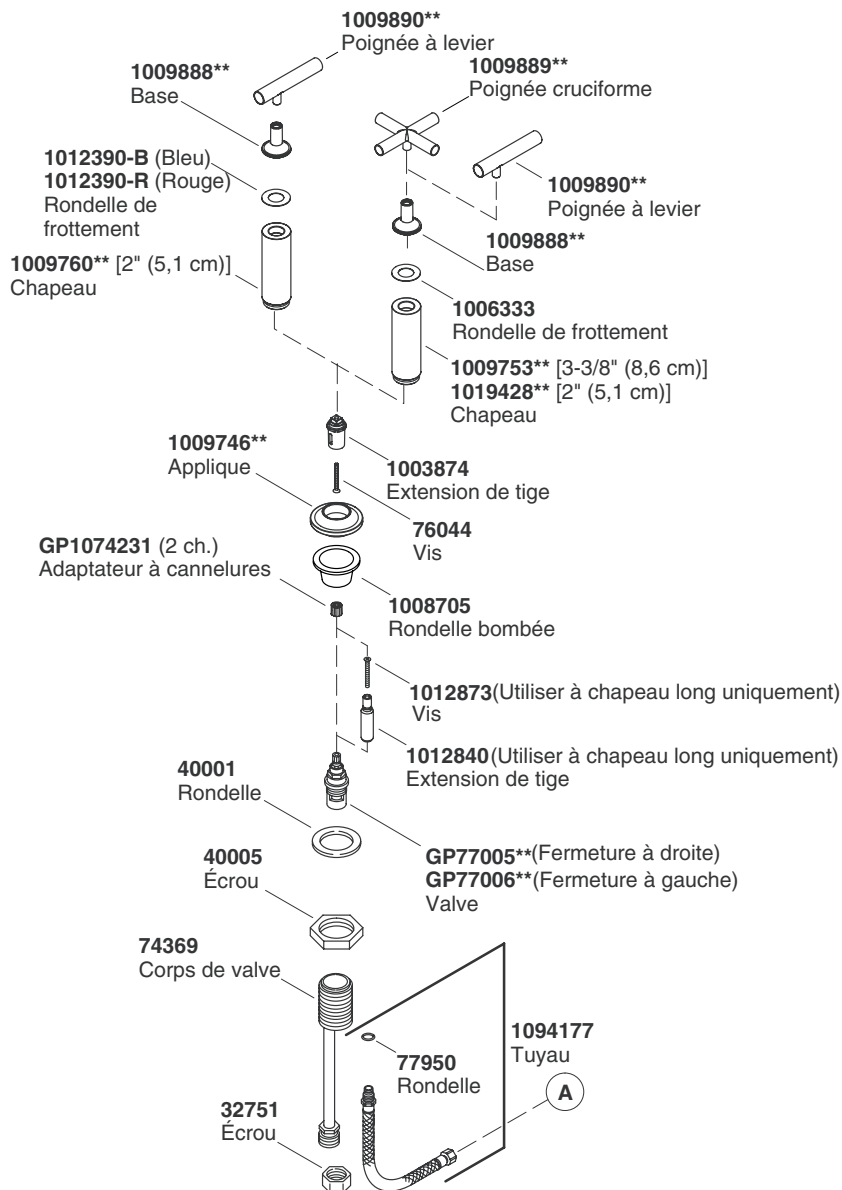 1009890**
Poignée à levier
1009888**
Base
1009889**
Poignée cruciforme
1012390-B (Bleu)
1012390-R (Rouge)
Rondelle de
frottement
1009890**
Poignée à levier
1009888**
Base
1009760** [2" (5,1 cm)]
Chapeau
1006333
Rondelle de frottement
1009753** [3-3/8" (8,6 cm)]
1019428** [2" (5,1 cm)]
Chapeau
1009746**
Applique
1003874
Extension de tige
76044
Vis
GP1074231 (2 ch.)
Adaptateur à cannelures
1008705
Rondelle bombée
1012873(Utiliser à chapeau long uniquement)
Vis
1012840(Utiliser à chapeau long uniquement)
Extension de tige
40001
Rondelle
GP77005**(Fermeture à droite)
GP77006**(Fermeture à gauche)
Valve
40005
Écrou
74369
Corps de valve
1094177
Tuyau
77950
Rondelle
A
32751
Écrou